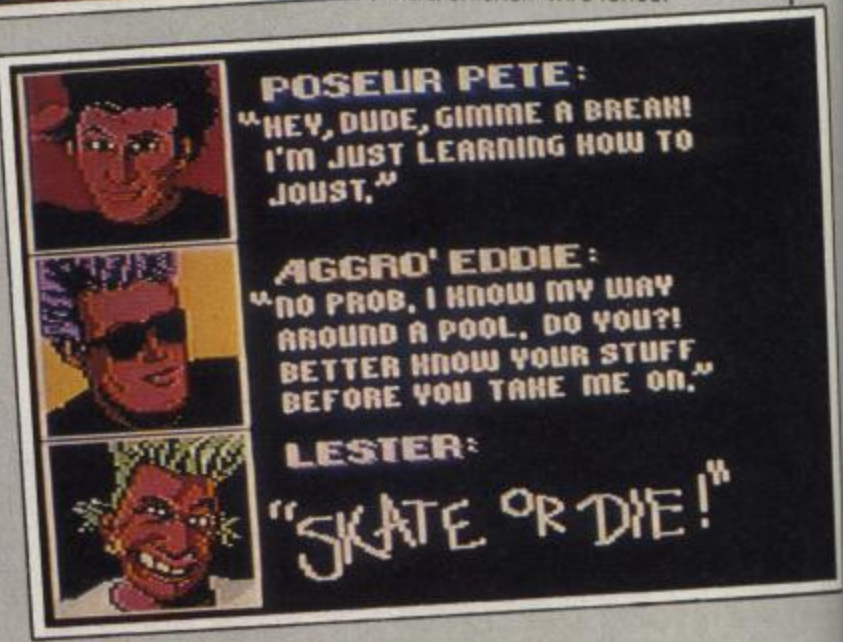 POSEUR PETE:
"HEY, DUDE, GIMME A BREAK!
I'M JUST LEARNING HOW TO
JOUST."
AGGRO' EDDIE:
"NO PROB. I KNOW MY WAY
AROUND A POOL. DO YOU?!
BETTER KNOW YOUR STUFF
BEFORE YOU TAKE ME ON."
LESTER:
"SKATE OR DIE!"